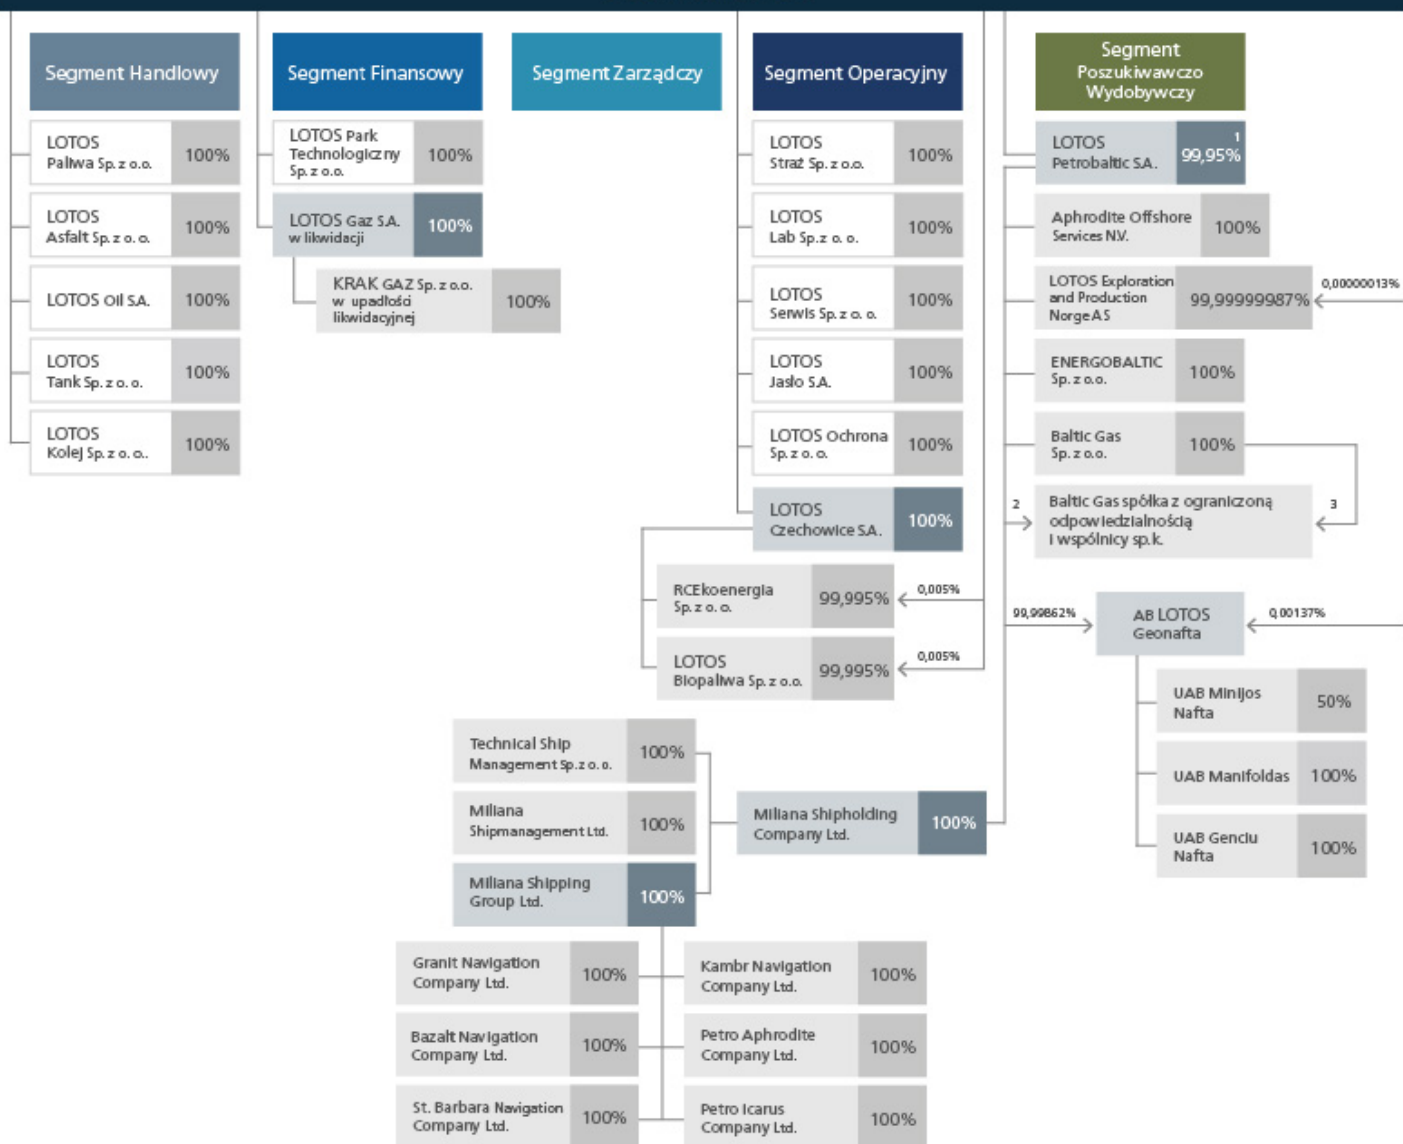 Segment Handlowy
LOTOS
Paliwa Sp. z o.o.
100%
LOTOS
Asfalt Sp. z o. o.
100%
LOTOS Oil S.A.
100%
LOTOS
Tank Sp. z o. o.
100%
LOTOS
Kolej Sp. z o. o..
100%
Segment Finansowy
LOTOS Park
Technologiczny
Sp. z o.o.
100%
LOTOS Gaz S.A.
w likwidacji
100%
KRAK GAZ Sp. z o.o.
w upadłości
likwidacyjnej
100%
Segment Zarządczy
Segment Operacyjny
LOTOS
Straż Sp. z o.o.
100%
LOTOS
Lab Sp. z o. o.
100%
LOTOS
Serwis Sp. z o. o.
100%
LOTOS
Jasło S.A.
100%
LOTOS Ochrona
Sp. z o. o.
100%
LOTOS
Czechowice S.A.
100%
RCEkoenergia
Sp. z o. o.
99,995%
0,005%
LOTOS
Biopaliwa Sp. z o.o.
99,995%
0,005%
Segment
Poszukiwawczo
Wydobywczy
LOTOS
Petrobaltic S.A.
1
99,95%
Aphrodite Offshore
Services N.V.
100%
LOTOS Exploration
and Production
Norge AS
99,99999987%
0,00000013%
ENERGOBALTIC
Sp. z o.o.
100%
Baltic Gas
Sp. z o.o.
100%
2
Baltic Gas spółka z ograniczoną
odpowiedzialnością
i wspólnicy sp.k.
3
99,99862%
AB LOTOS
Geonafta
0,00137%
UAB Minijos
Nafta
50%
UAB Manifoldas
100%
UAB Genciu
Nafta
100%
Technical Ship
Management Sp. z o. o.
100%
Miliana
Shipmanagement Ltd.
100%
Miliana Shipping
Group Ltd.
100%
Miliana Shipholding
Company Ltd.
100%
Granit Navigation
Company Ltd.
100%
Kambr Navigation
Company Ltd.
100%
Bazalt Navigation
Company Ltd.
100%
Petro Aphrodite
Company Ltd.
100%
St. Barbara Navigation
Company Ltd.
100%
Petro Icarus
Company Ltd.
100%